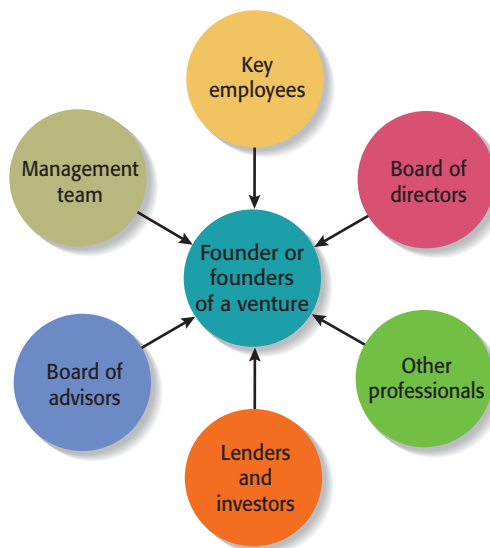 Key
employees
Management
team
Board of
directors
Founder or
founders
of a venture
Board of
advisors
Other
professionals
Lenders
and
investors